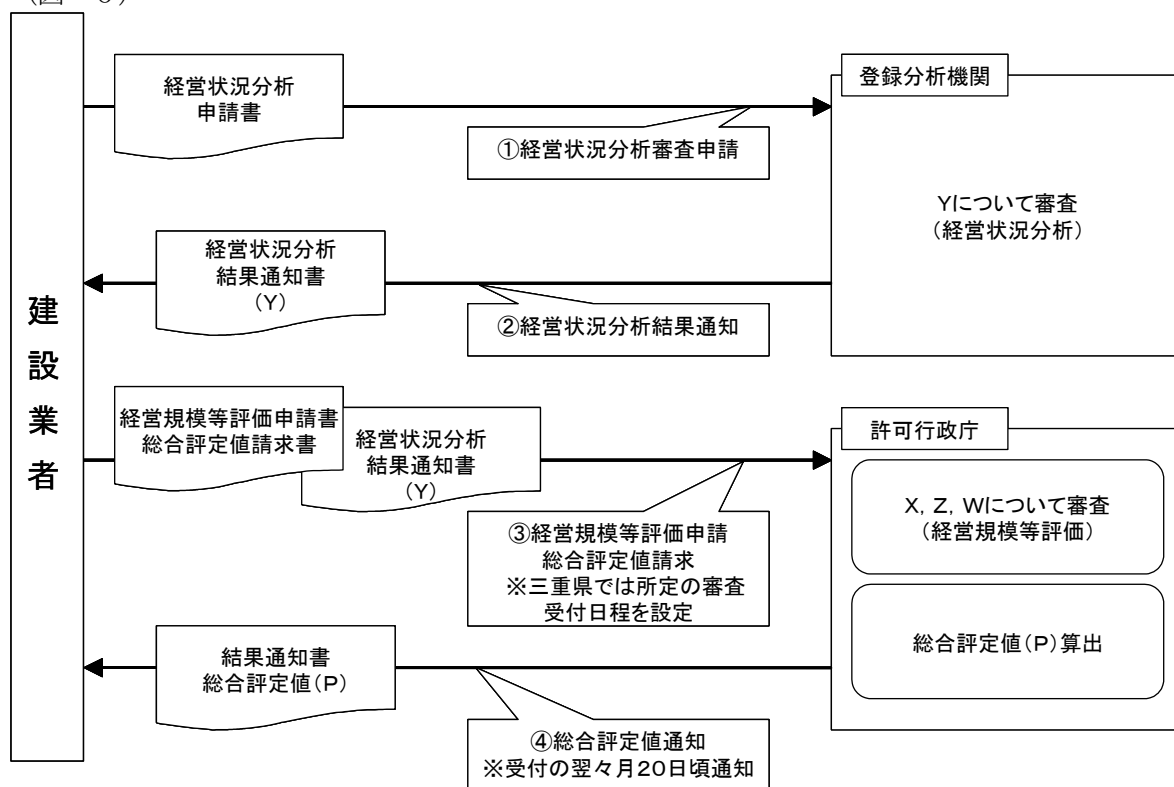 建設業者
経営状況分析
申請書
①経営状況分析審査申請
登録分析機関
Yについて審査
(経営状況分析)
経営状況分析
結果通知書
(Y)
②経営状況分析結果通知
経営規模等評価申請書
総合評定値請求書
経営状況分析
結果通知書
(Y)
③経営規模等評価申請
総合評定値請求
※三重県では所定の審査
受付日程を設定
許可行政庁
X, Z, Wについて審査
(経営規模等評価)
総合評定値(P)算出
結果通知書
総合評定値(P)
④総合評定値通知
※受付の翌々月20日頃通知